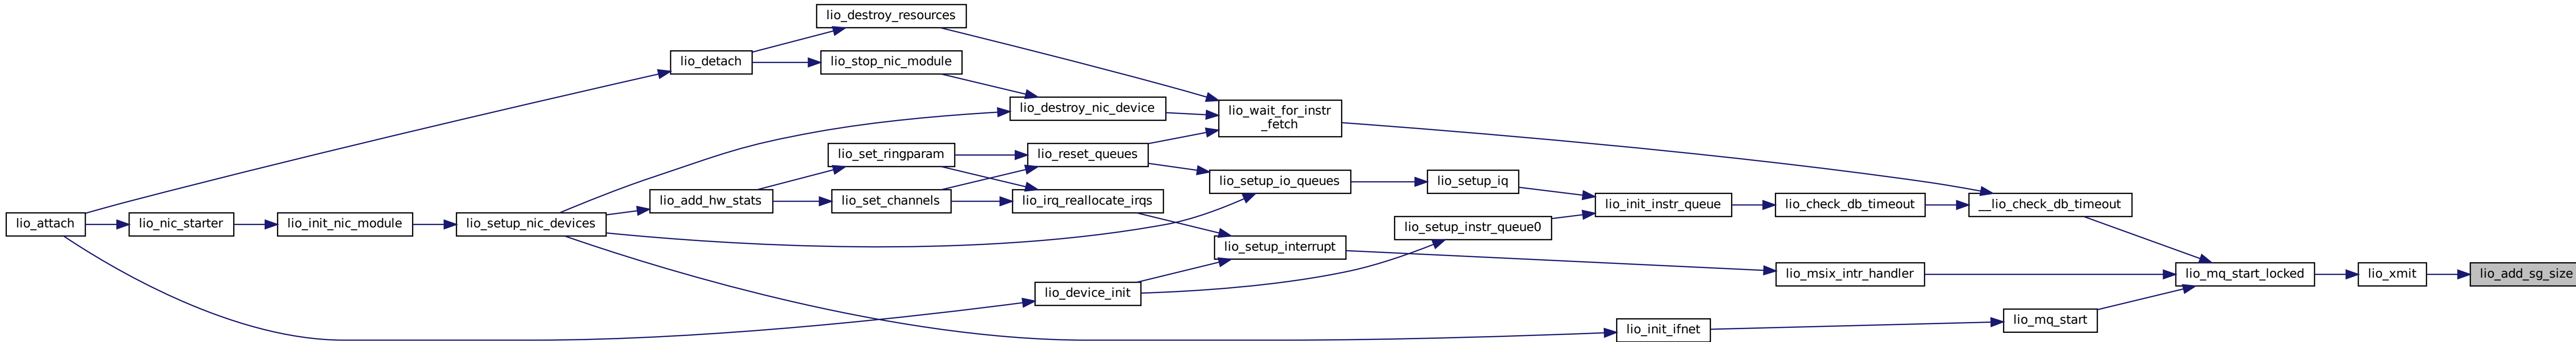 lio_destroy_resources
lio_detach
lio_stop_nic_module
lio_destroy_nic_device
lio_wait_for_instr
_fetch
lio_set_ringparam
lio_reset_queues
lio_setup_io_queues
lio_setup_iq
lio_add_hw_stats
lio_set_channels
lio_irq_reallocate_irqs
lio_init_instr_queue
lio_check_db_timeout
__lio_check_db_timeout
lio_attach
lio_nic_starter
lio_init_nic_module
lio_setup_nic_devices
lio_setup_instr_queue0
lio_setup_interrupt
lio_msix_intr_handler
lio_mq_start_locked
lio_xmit
lio_add_sg_size
lio_device_init
lio_mq_start
lio_init_ifnet